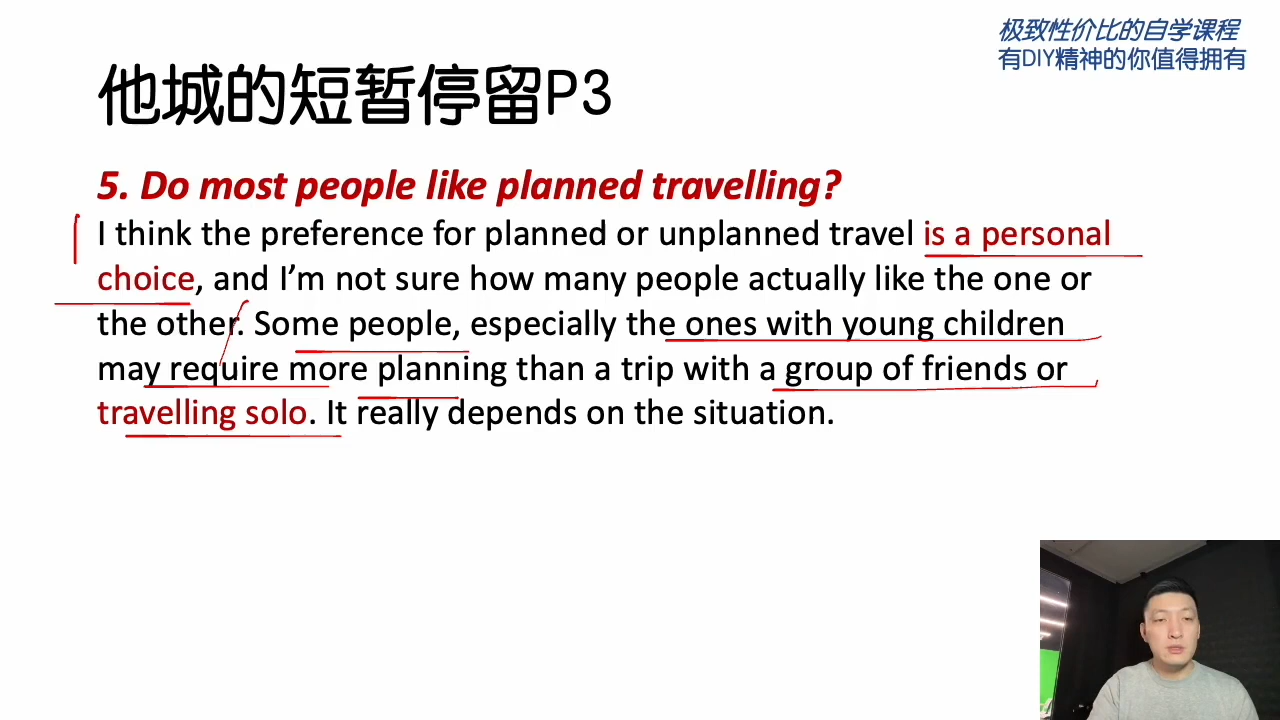 极致性价比的自学课程
有DIY精神的你值得拥有
他城的短暂停留P3
5. Do most people like planned travelling?
I think the preference for planned or unplanned travel is a personal
choice, and I’m not sure how many people actually like the one or
the other. Some people, especially the ones with young children
may require more planning than a trip with a group of friends or
travelling solo. It really depends on the situation.